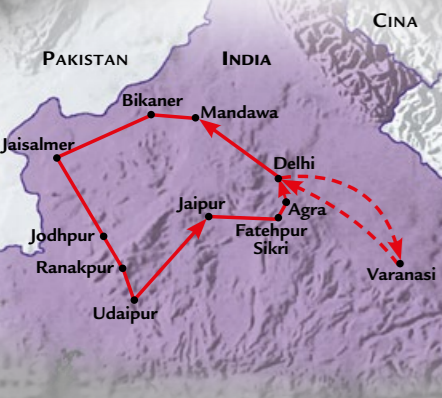 CINA
PAKISTAN
INDIA
Bikaner
Mandawa
Jaisalmer
Delhi
Jaipur
Agra
Fatehpur
Sikri
Jodhpur
Ranakpur
Varanasi
Udaipur